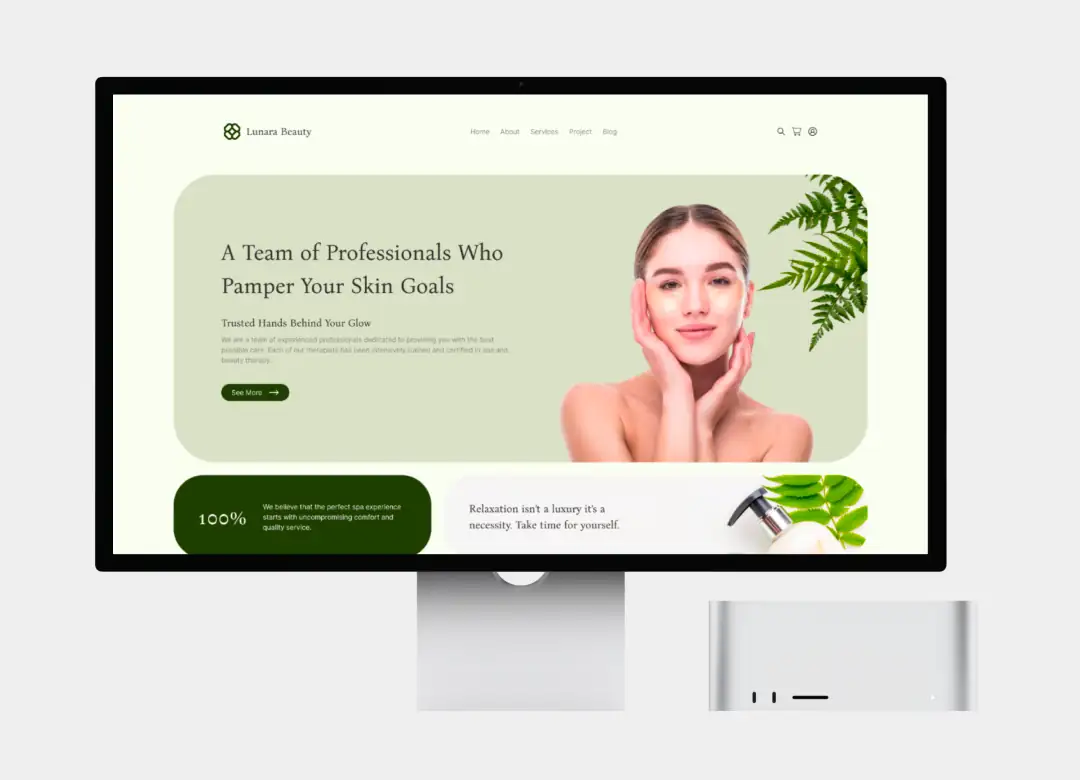 Lunara Beauty
Home About Services Project Blog
A Team of Professionals Who
Pamper Your Skin Goals
Trusted Hands Behind Your Glow
We are a team of experienced professionals dedicated to providing you with the best
possible care. Each of our therapists has been intensively trained and certified in spa and
beauty therapy.
See More
100%
We believe that the perfect spa experience
starts with uncompromising comfort and
quality service.
Relaxation isn't a luxury it's a
necessity. Take time for yourself.